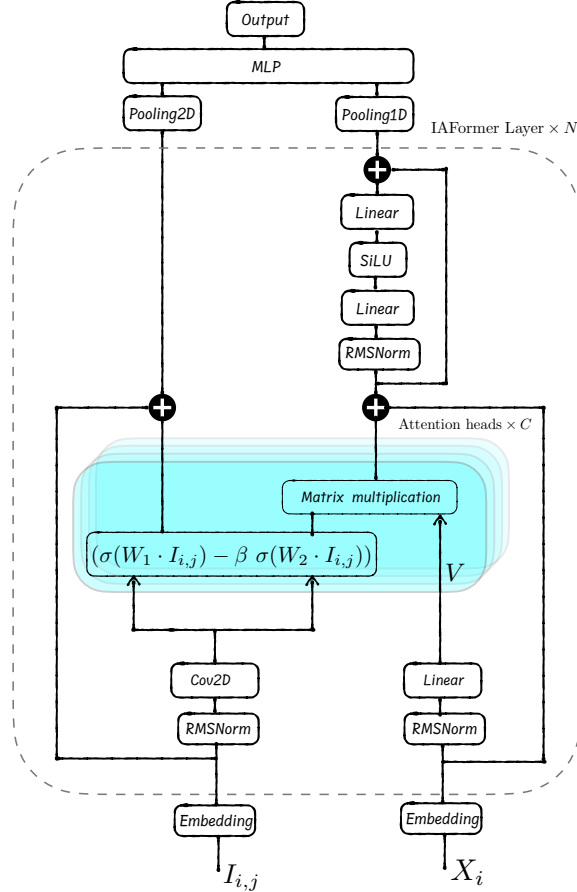 Output
MLP
Pooling2D
Pooling1D
IAFormer Layer × N
Linear
SiLU
Linear
RMSNorm
Attention heads × C
Matrix multiplication
(σ(W₁ · I_{i,j}) − β σ(W₂ · I_{i,j}))
V
Cov2D
Linear
RMSNorm
RMSNorm
Embedding
Embedding
I_{i,j}
X_i